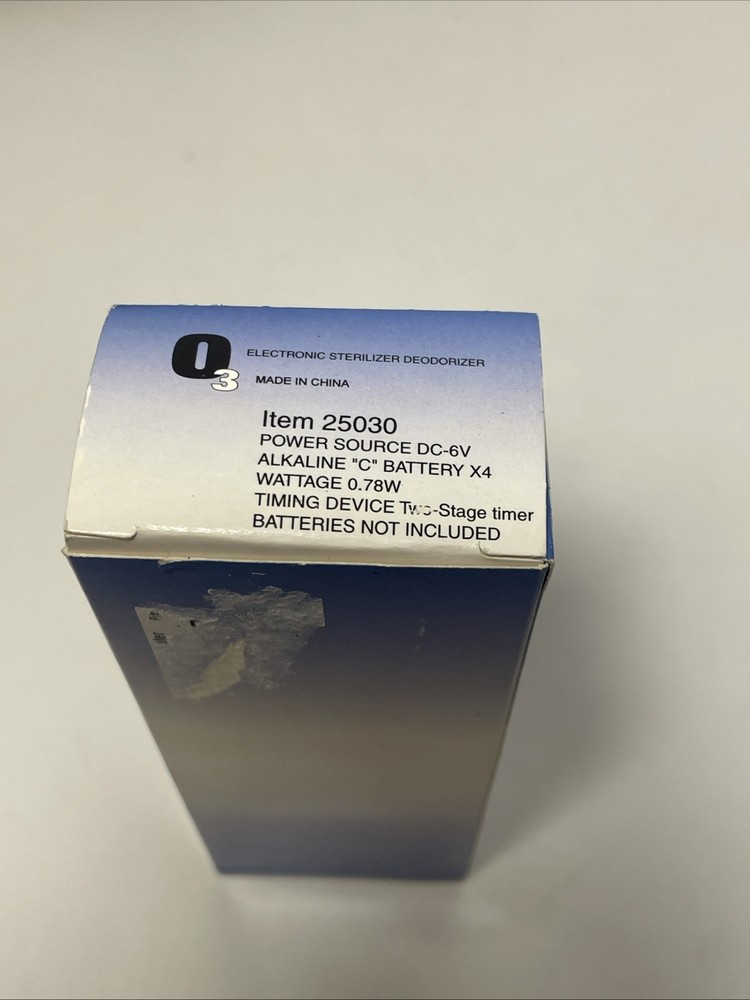 O3 ELECTRONIC STERILIZER DEODORIZER
MADE IN CHINA
Item 25030
POWER SOURCE DC-6V
ALKALINE "C" BATTERY X4
WATTAGE 0.78W
TIMING DEVICE Two-Stage timer
BATTERIES NOT INCLUDED